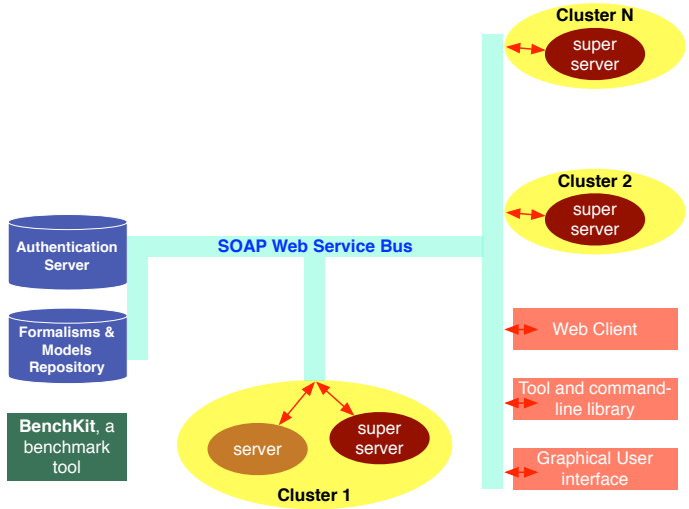 Cluster N
super
server
Cluster 2
super
server
SOAP Web Service Bus
Authentication
Server
Formalisms &
Models
Repository
BenchKit, a
benchmark
tool
server
super
server
Cluster 1
Web Client
Tool and command-
line library
Graphical User
interface